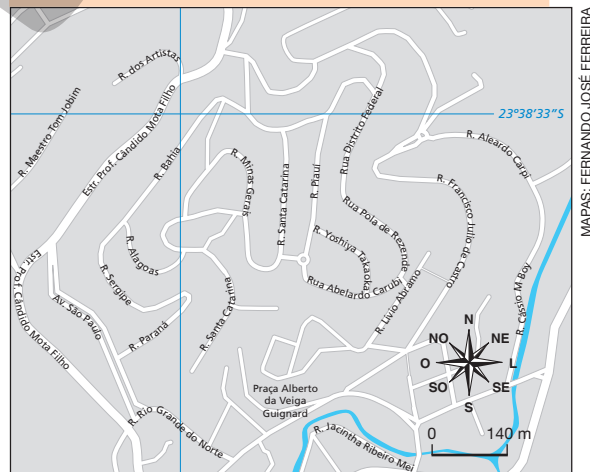 R. dos Artistas
R. Maestro Tom Jobim
Estr. Prof. Cândido Mota Filho
23°38'33"S
R. Bahia
R. Minas Gerais
R. Santa Catarina
R. Piauí
Rua Distrito Federal
R. Aleardo Carpi
R. Francisco Julio de Castro
Rua Pola de Rezende
R. Yoshiya Takaoka
Rua Abelardo Carubi
R. Alagoas
R. Sergipe
Estr. Prof. Cândido Mota Filho
Av. São Paulo
R. Paraná
R. Santa Catarina
R. Livio Abramo
R. Cássio M Boy
N
NO
NE
O
L
SO
SE
S
Praça Alberto
da Veiga
Guignard
R. Rio Grande do Norte
R. Jacintha Ribeiro Mei
0
140 m
MAPAS: FERNANDO JOSÉ FERREIRA